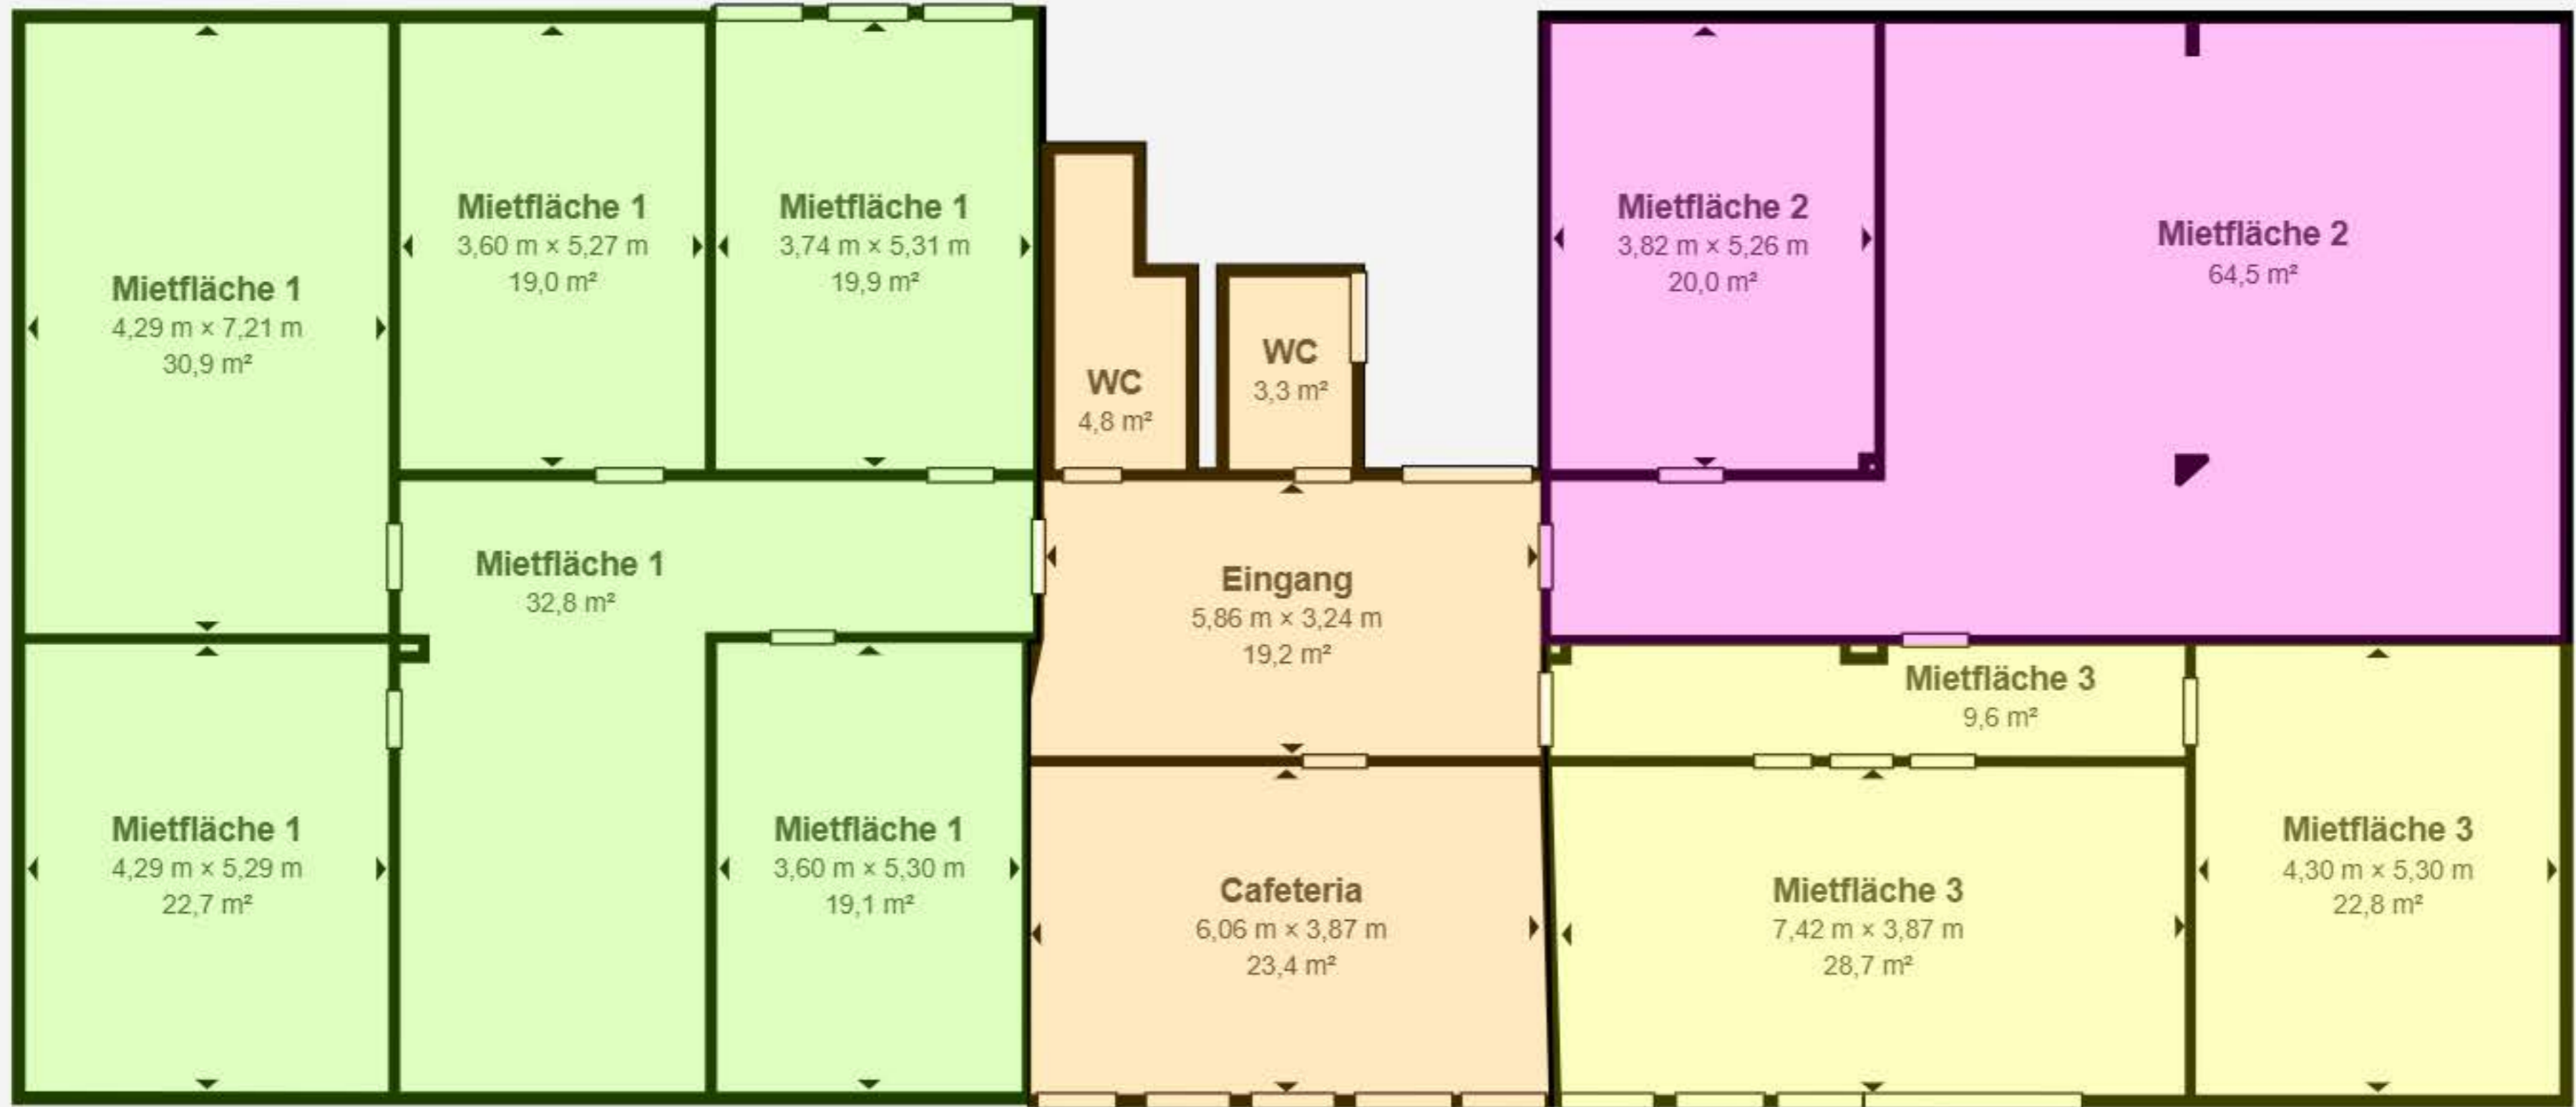 Mietfläche 1
4,29 m × 7,21 m
30,9 m²
Mietfläche 1
3,60 m × 5,27 m
19,0 m²
Mietfläche 1
3,74 m × 5,31 m
19,9 m²
WC
4,8 m²
WC
3,3 m²
Mietfläche 2
3,82 m × 5,26 m
20,0 m²
Mietfläche 2
64,5 m²
Mietfläche 1
32,8 m²
Eingang
5,86 m × 3,24 m
19,2 m²
Mietfläche 3
9,6 m²
Mietfläche 1
4,29 m × 5,29 m
22,7 m²
Mietfläche 1
3,60 m × 5,30 m
19,1 m²
Cafeteria
6,06 m × 3,87 m
23,4 m²
Mietfläche 3
7,42 m × 3,87 m
28,7 m²
Mietfläche 3
4,30 m × 5,30 m
22,8 m²